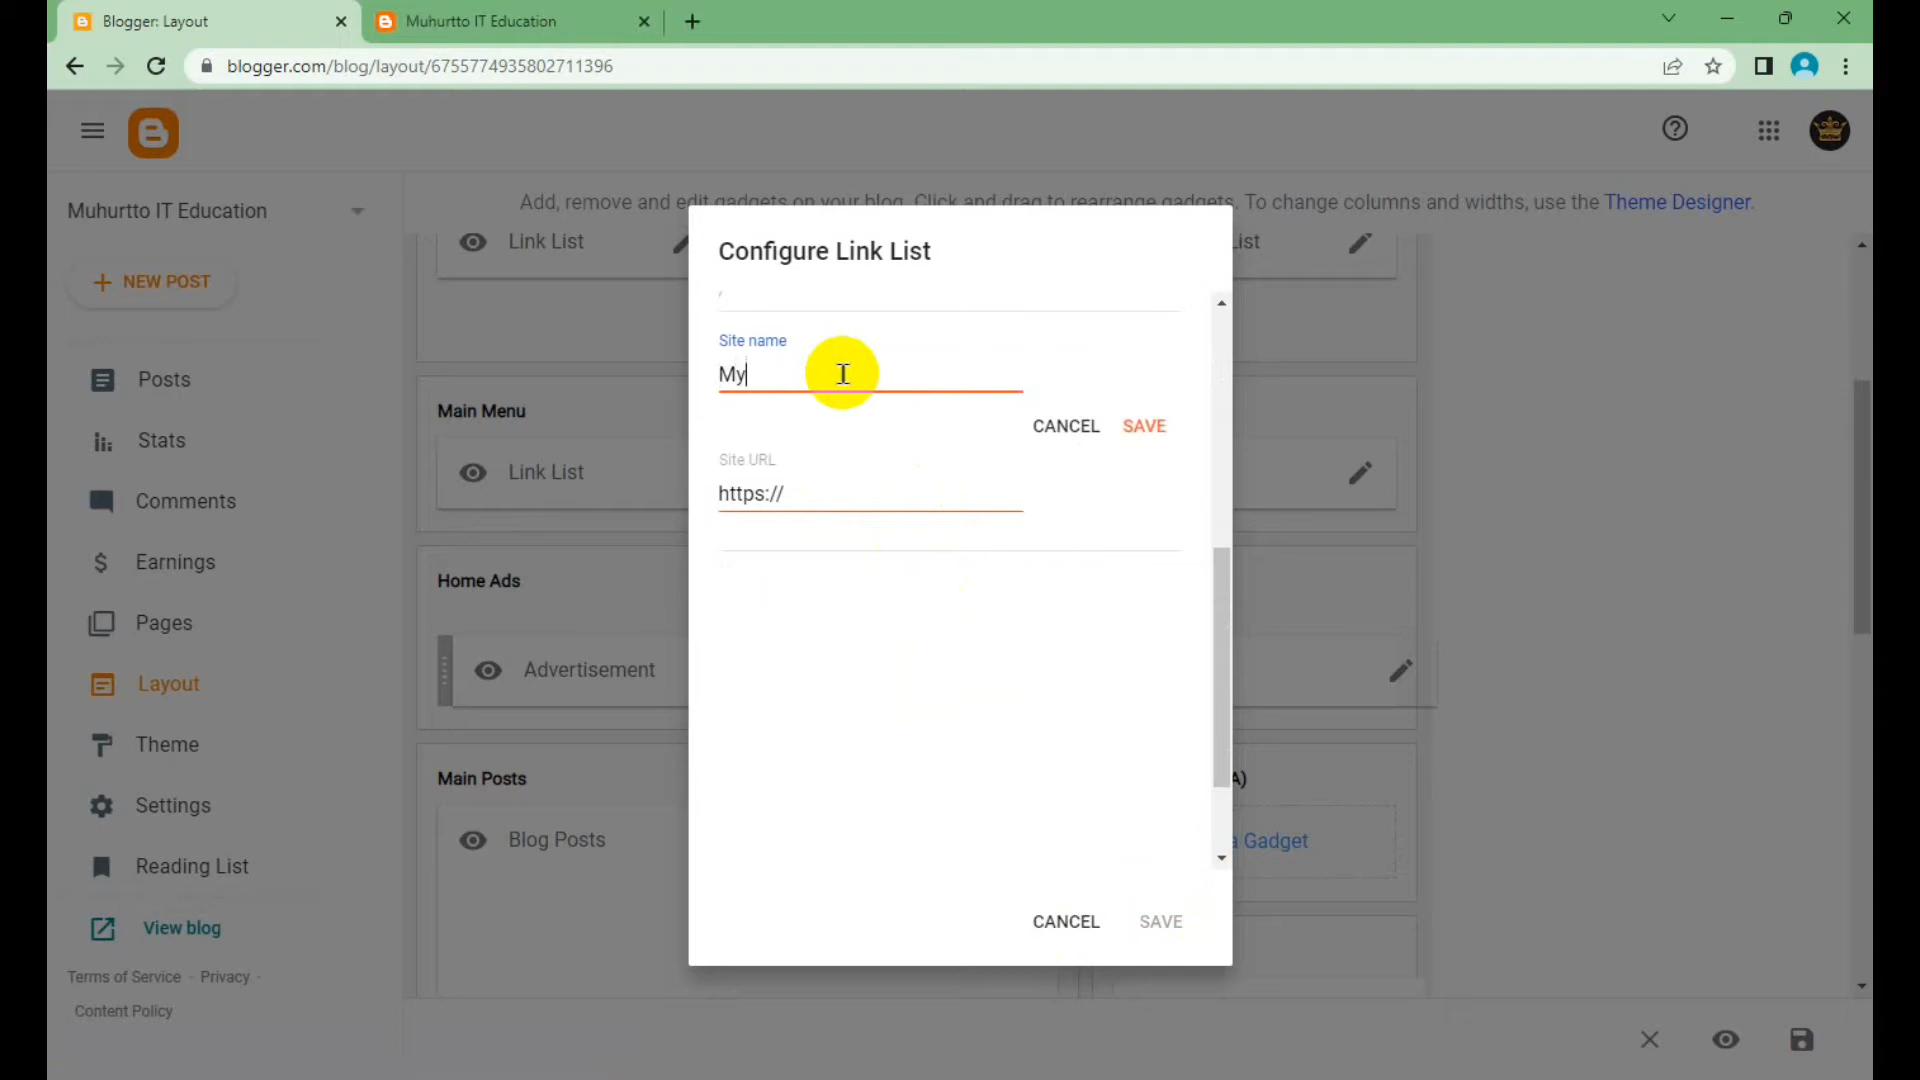 Blogger: Layout
Muhurtto IT Education
blogger.com/blog/layout/6755774935802711396
Muhurtto IT Education
NEW POST
Posts
Stats
Comments
Earnings
Pages
Layout
Theme
Settings
Reading List
View blog
Terms of Service · Privacy ·
Content Policy
Add, remove and edit gadgets on your blog. Click and drag to rearrange gadgets. To change columns and widths, use the Theme Designer.
Link List
List
Main Menu
Link List
Home Ads
Advertisement
Main Posts
Blog Posts
A)
a Gadget
Configure Link List
Site name
My
CANCEL SAVE
Site URL
https://
CANCEL SAVE